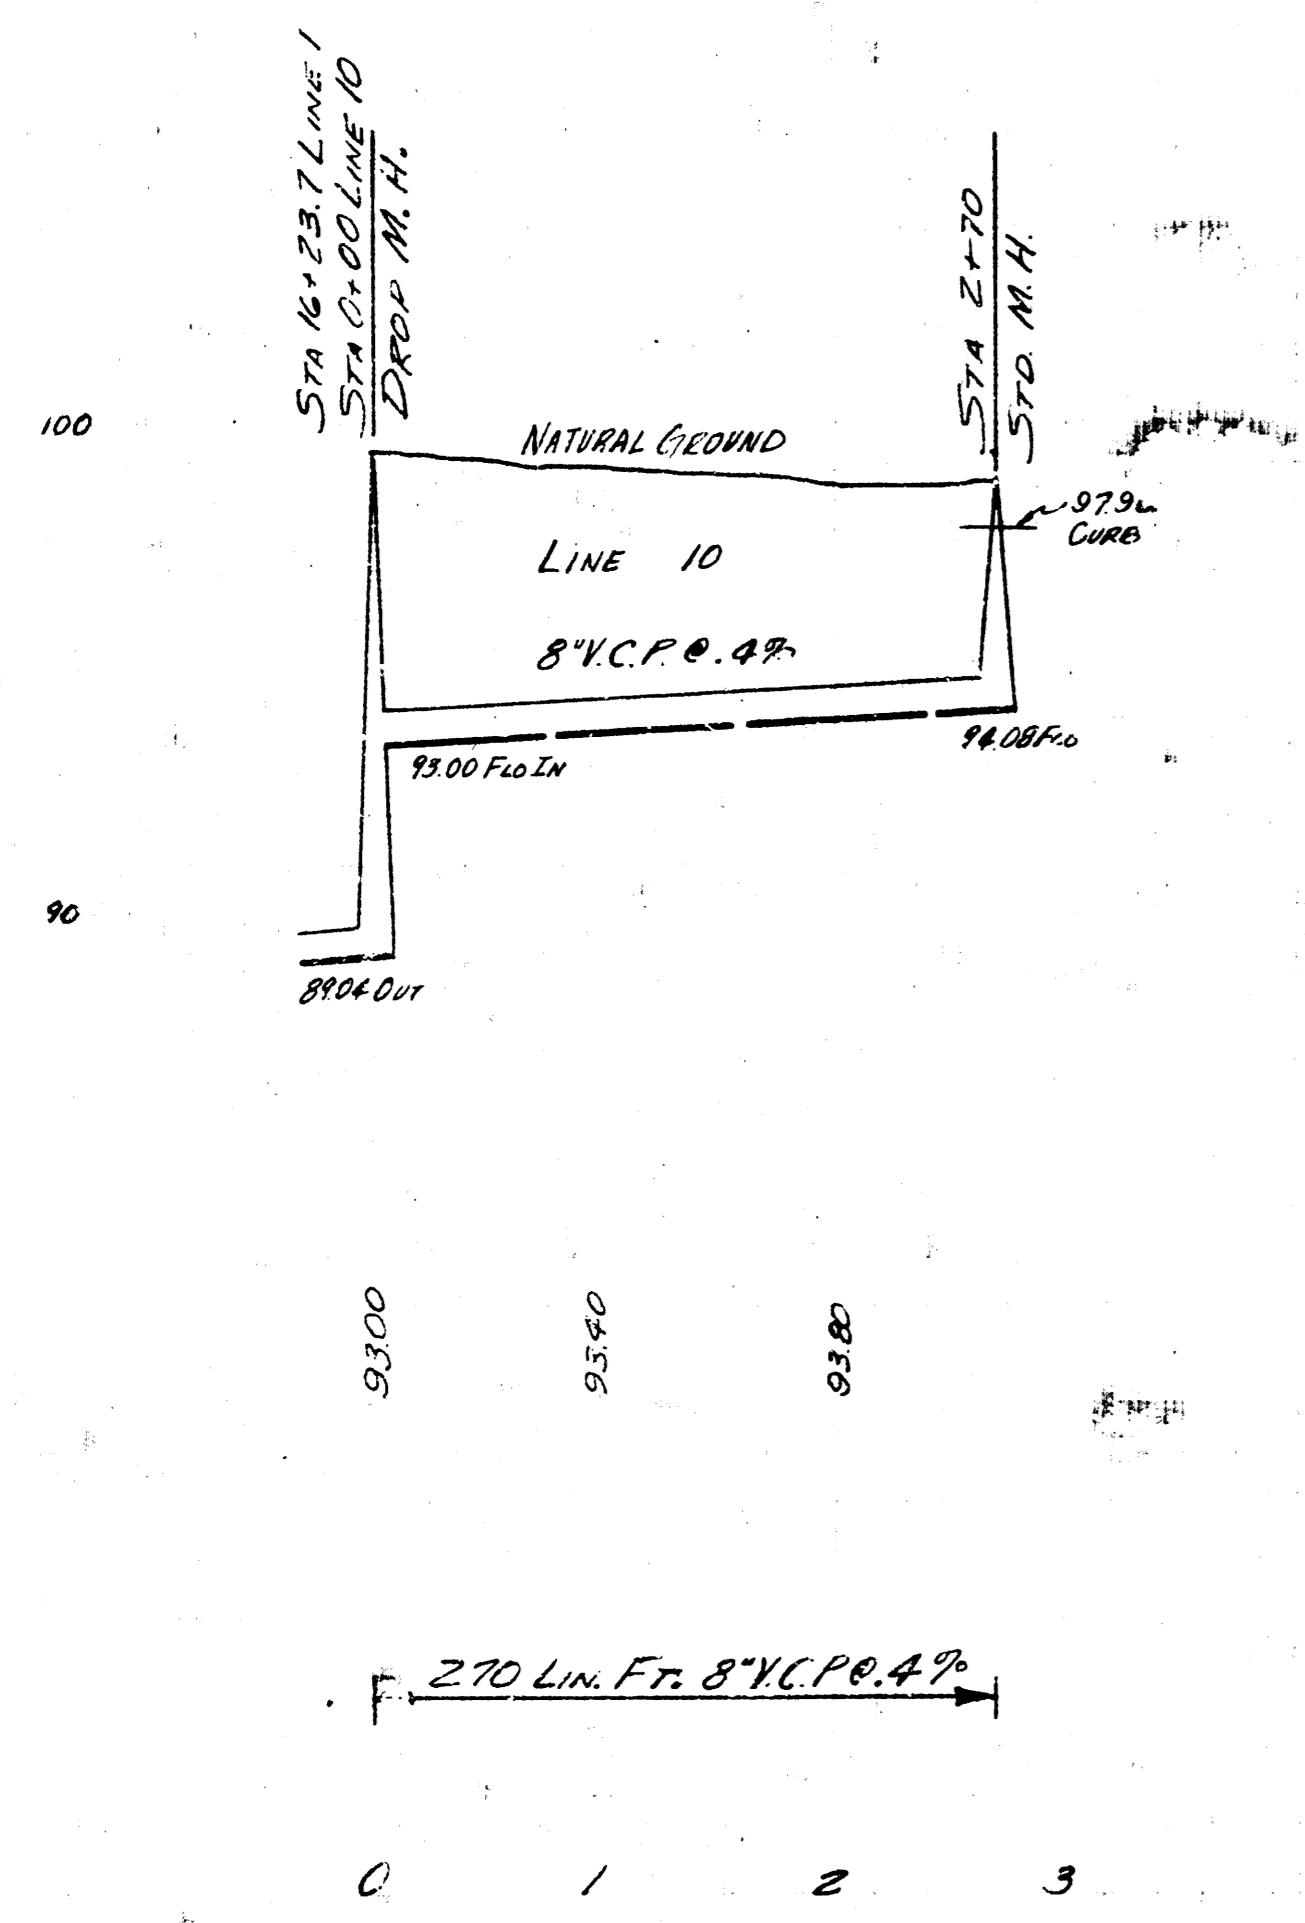 STA 16+23.7 LINE 1
STA 0+00 LINE 10
DROP M.H.
STA 2+70
STD. M.H.
100
NATURAL GROUND
CURB
LINE 10
8"V.C.P. @ .4%
94.08 FLO
93.00 FLO IN
90
89.04 OUT
93.00
93.40
93.80
270 LIN. FT. 8"V.C.P @ .4%
0 1 2 3